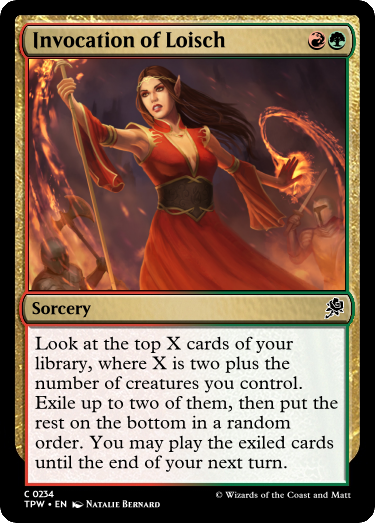 Invocation of Loisch
Sorcery
Look at the top X cards of your
library, where X is two plus the
number of creatures you control.
Exile up to two of them, then put the
rest on the bottom in a random
order. You may play the exiled cards
until the end of your next turn.
C 0234
TPW • EN Natalie Bernard
© Wizards of the Coast and Matt